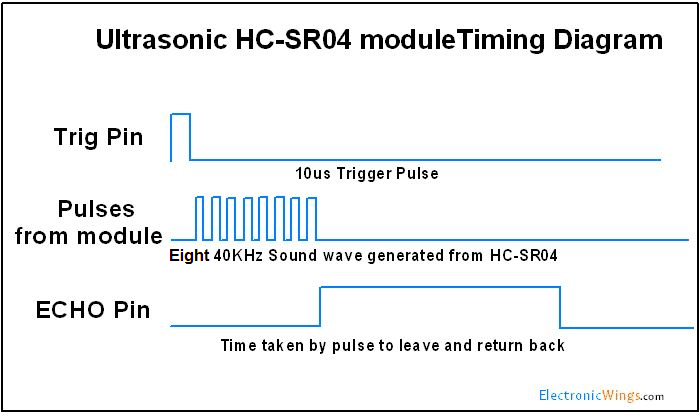 Ultrasonic HC-SR04 moduleTiming Diagram
Trig Pin
10us Trigger Pulse
Pulses
from module
Eight 40KHz Sound wave generated from HC-SR04
ECHO Pin
Time taken by pulse to leave and return back
ElectronicWings.com